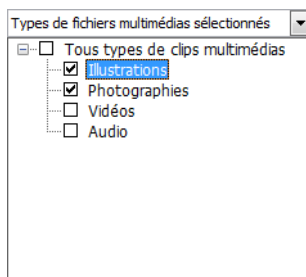 Types de fichiers multimédias sélectionnés
Tous types de clips multimédias
Illustrations
Photographies
Vidéos
Audio